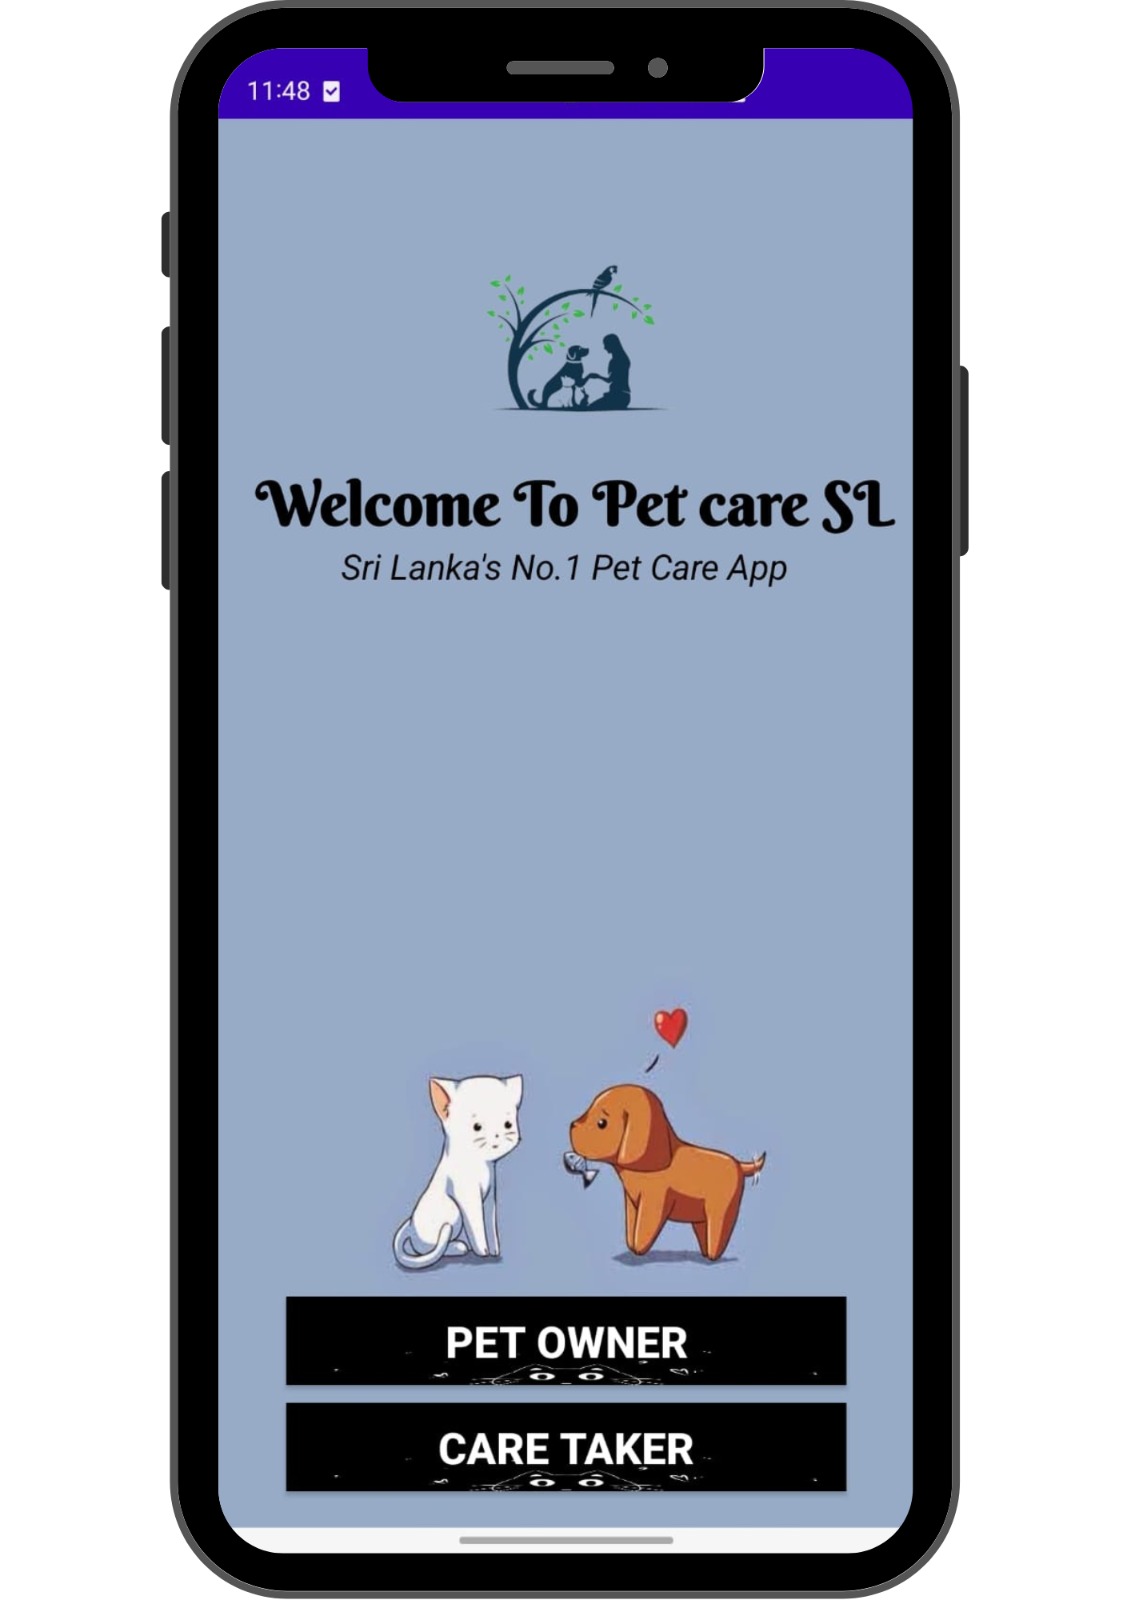 11:48
Welcome To Pet care SL
Sri Lanka's No.1 Pet Care App
PET OWNER
CARE TAKER